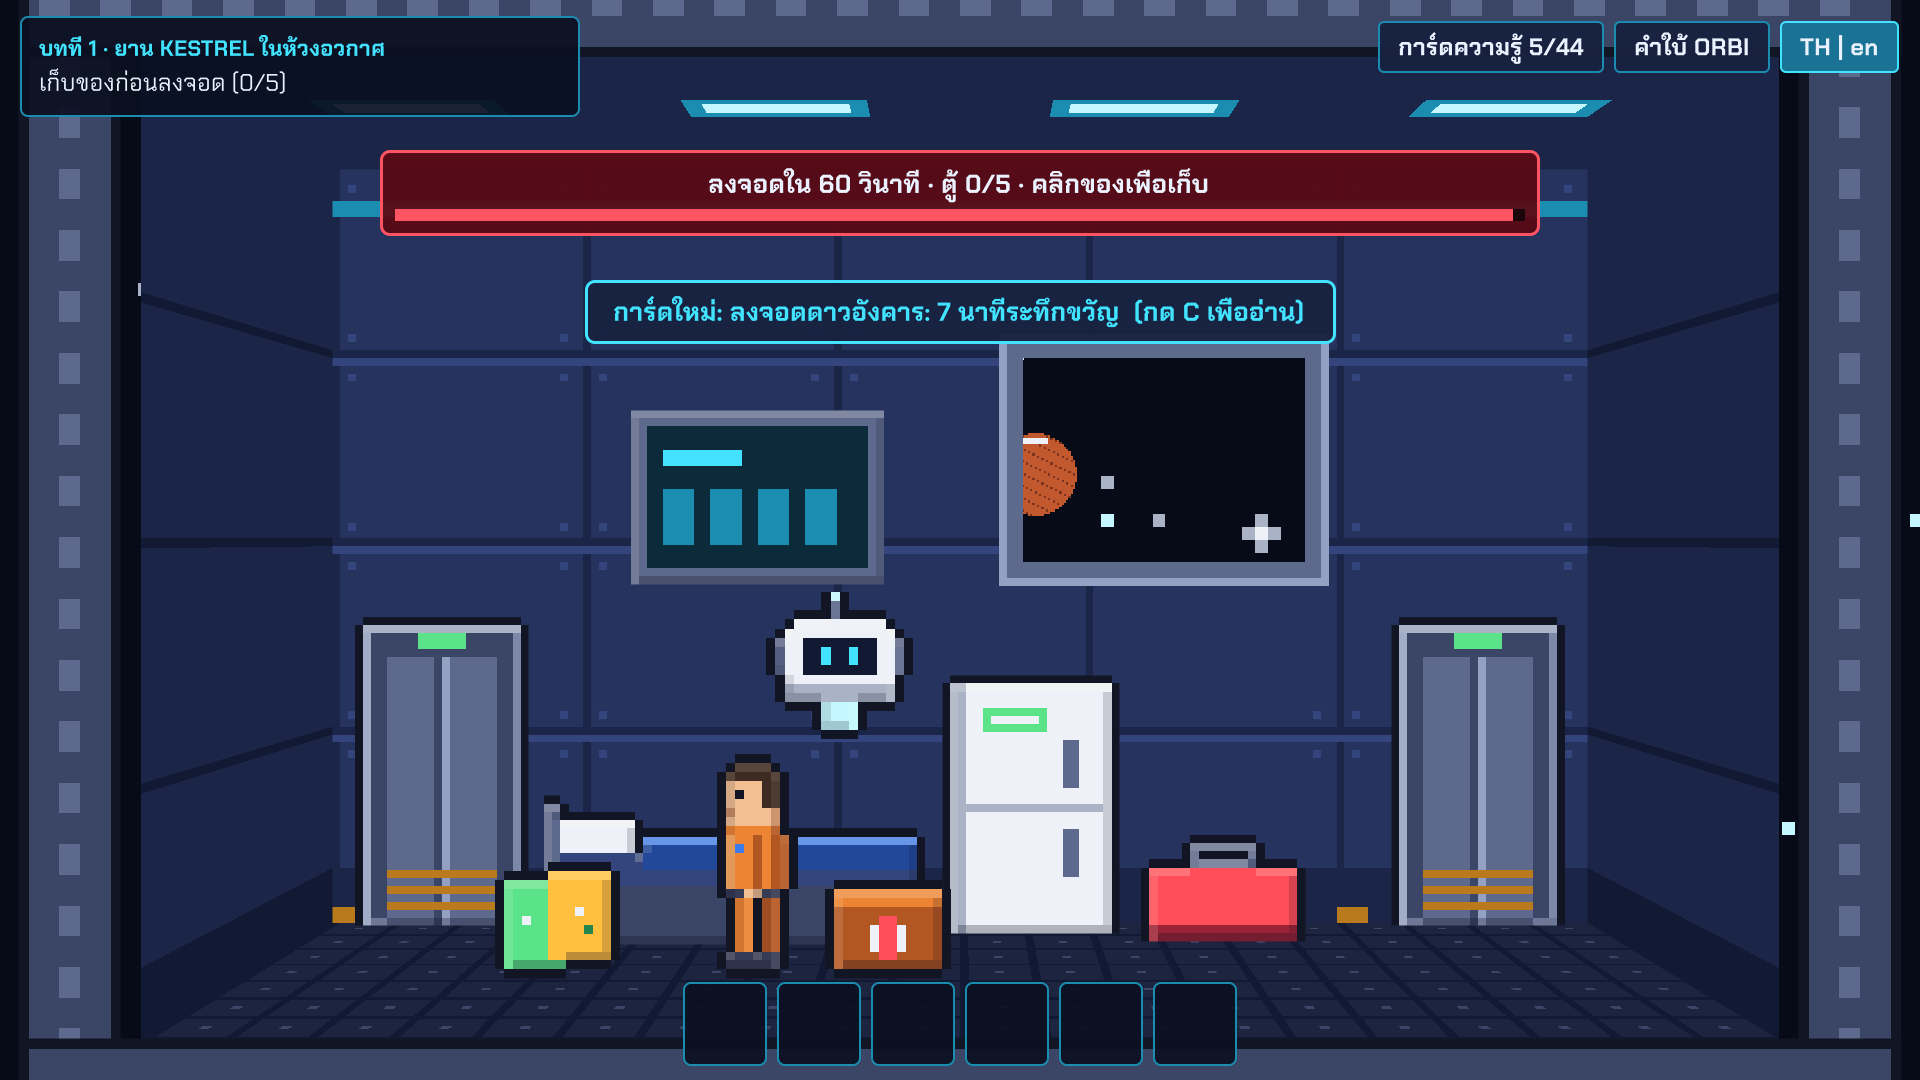 บทที่ 1 · ยาน KESTREL ในห้วงอวกาศ
เก็บของก่อนลงจอด (0/5)
การ์ดความรู้ 5/44
คำใบ้ ORBI
TH | en
ลงจอดใน 60 วินาที · ตู้ 0/5 · คลิกของเพื่อเก็บ
การ์ดใหม่: ลงจอดดาวอังคาร: 7 นาทีระทึกขวัญ (กด C เพื่ออ่าน)